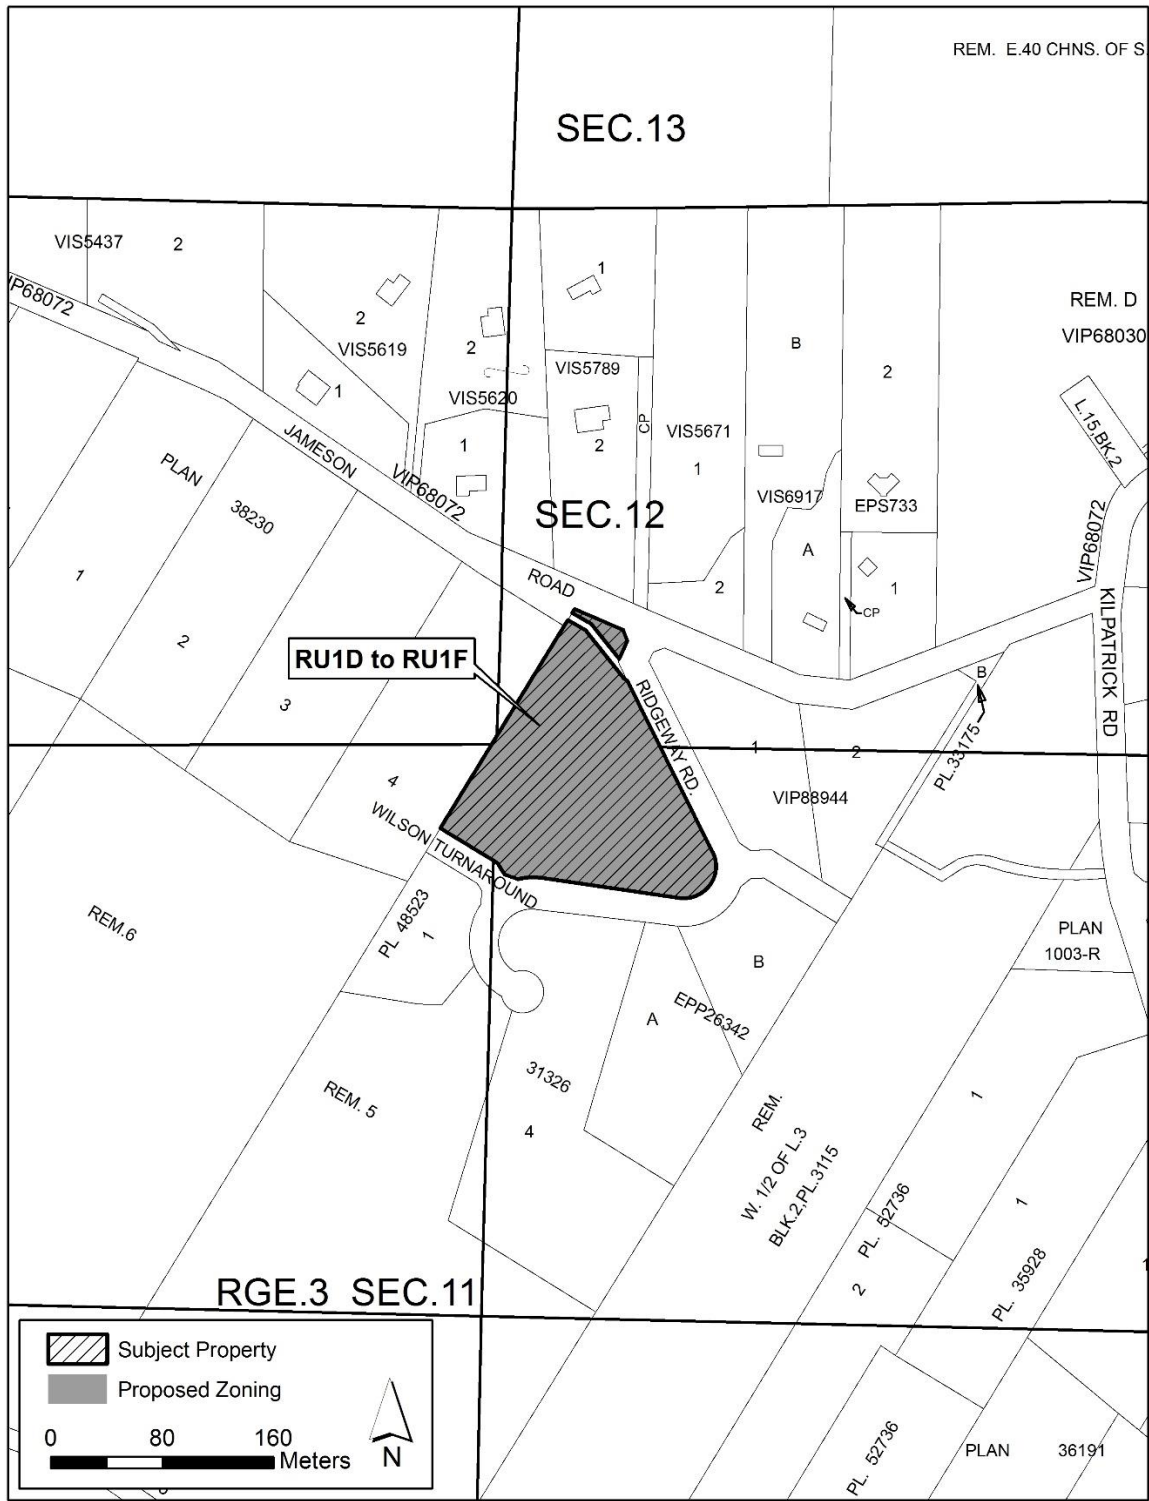 REM. E.40 CHNS. OF S
SEC.13
VIS5437
2
IP68072
1
2
VIS5619
1
2
2
VIS5620
1
VIS5789
2
CP
B
2
REM. D
VIP68030
L.15,BK.2
VIS5671
1
2
VIS6917
A
EPS733
1
CP
JAMESON
VIP68072
SEC.12
ROAD
PLAN
38230
1
2
3
4
VIP68072
KILPATRICK RD
RU1D to RU1F
RIDGEWAY RD.
B
PL.33175
1
2
VIP88944
WILSON TURNAROUND
REM.6
PL 48523
1
PLAN
1003-R
B
A
EPP26342
REM. 5
31326
4
REM.
W. 1/2 OF L.3
BLK.2,PL.3115
1
PL. 52736
2
1
PL. 35928
1
RGE.3 SEC.11
PL. 52736
PLAN 36191
Subject Property
Proposed Zoning
0 80 160
Meters
N